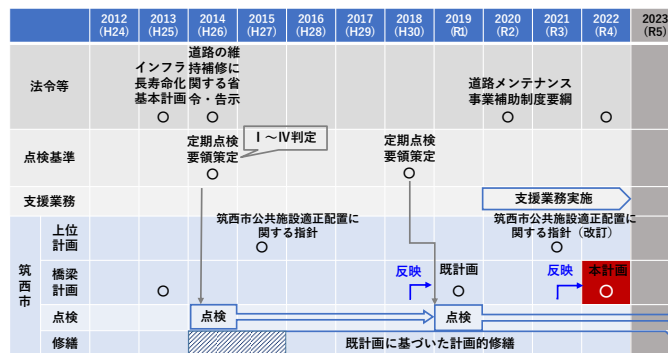 2012 2013 2014 2015 2016 2017 2018 2019 2020 2021 2022 2023
(H24) (H25) (H26) (H27) (H28) (H29) (H30) (R1) (R2) (R3) (R4) (R5)
法令等
インフラ
長寿命化
基本計画
道路の維
持補修に
関する省
令・告示
道路メンテナンス
事業補助制度要綱
点検基準
定期点検
要領策定
Ⅰ～Ⅳ判定
定期点検
要領策定
支援業務
支援業務実施
筑西市
上位
計画
筑西市公共施設適正配置に
関する指針
筑西市公共施設適正配置に
関する指針（改訂）
橋梁
計画
反映
既計画
反映
本計画
点検
点検
点検
修繕
既計画に基づいた計画的修繕